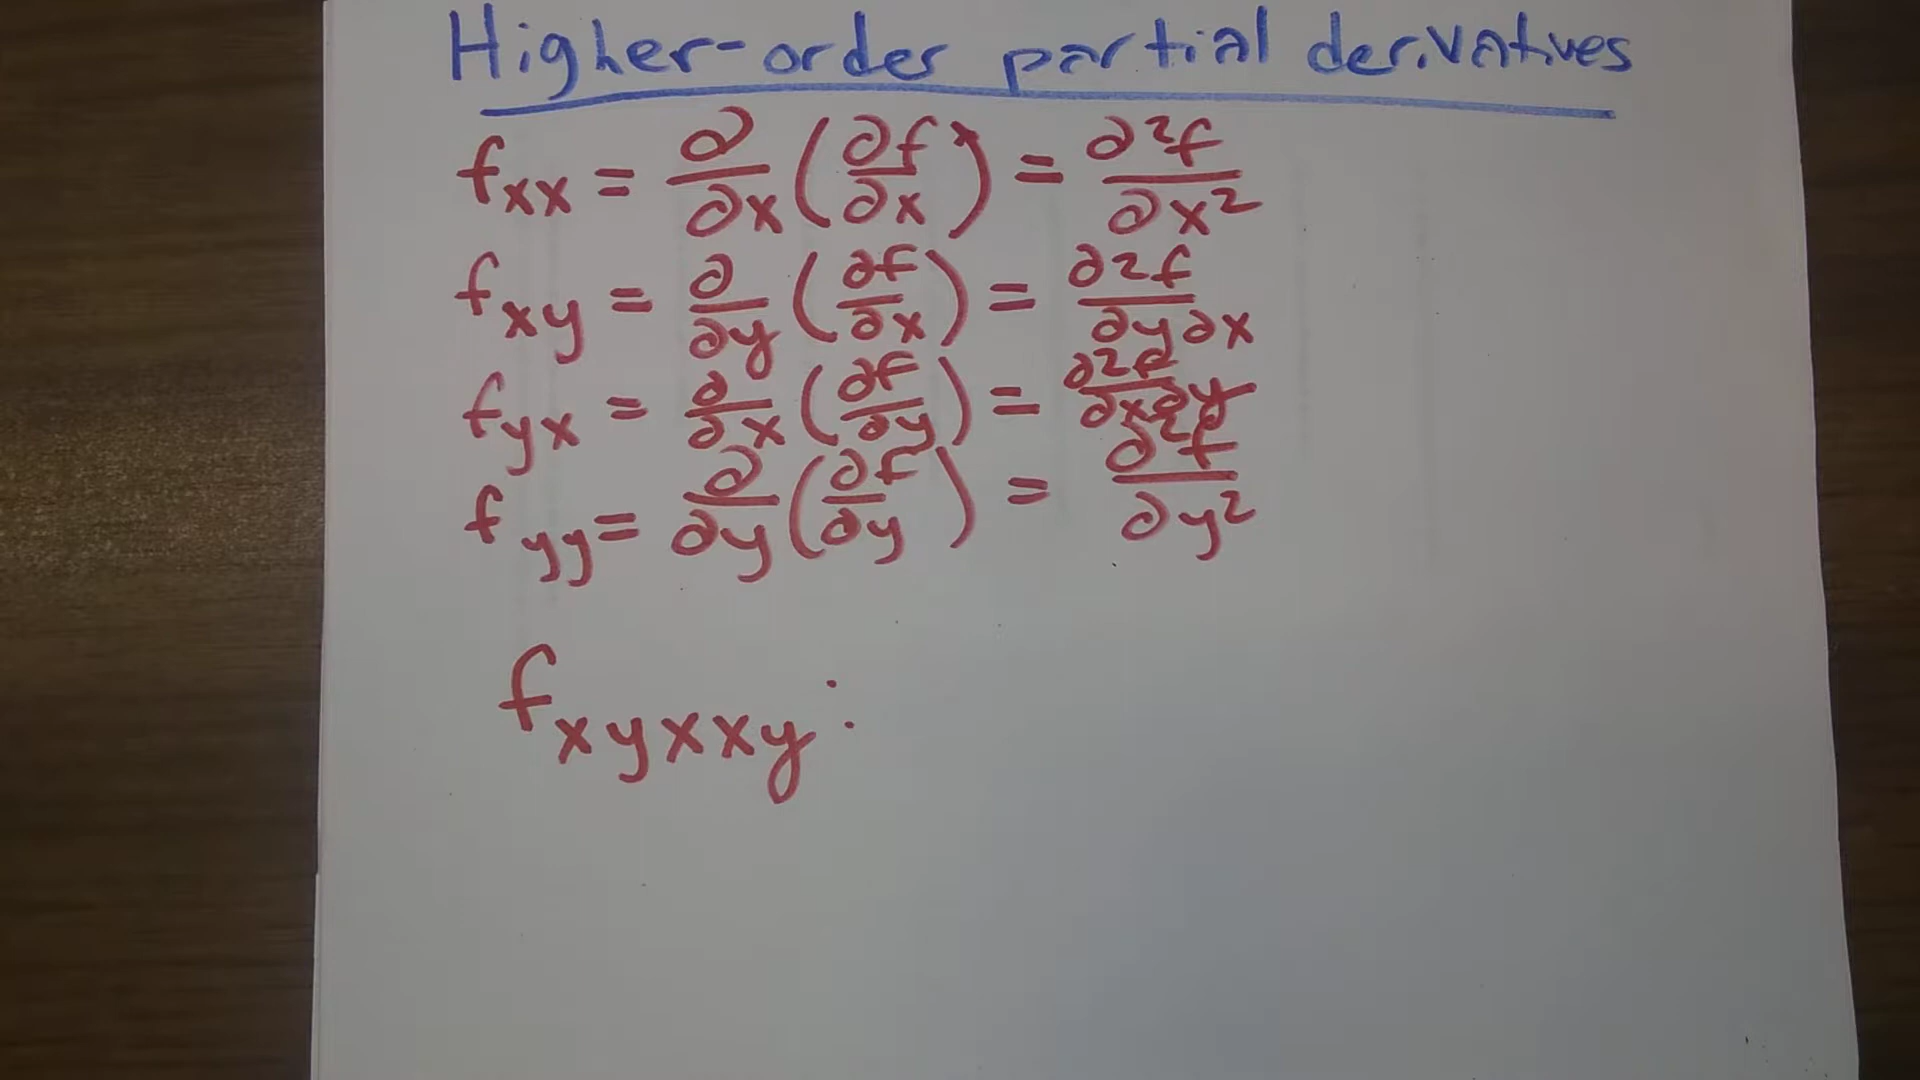 Higher-order partial derivatives
f_xx = ∂/∂x (∂f/∂x) = ∂²f/∂x²
f_xy = ∂/∂y (∂f/∂x) = ∂²f/∂y∂x
f_yx = ∂/∂x (∂f/∂y) = ∂²f/∂x∂y
f_yy = ∂/∂y (∂f/∂y) = ∂²f/∂y²
f_xyxxy :